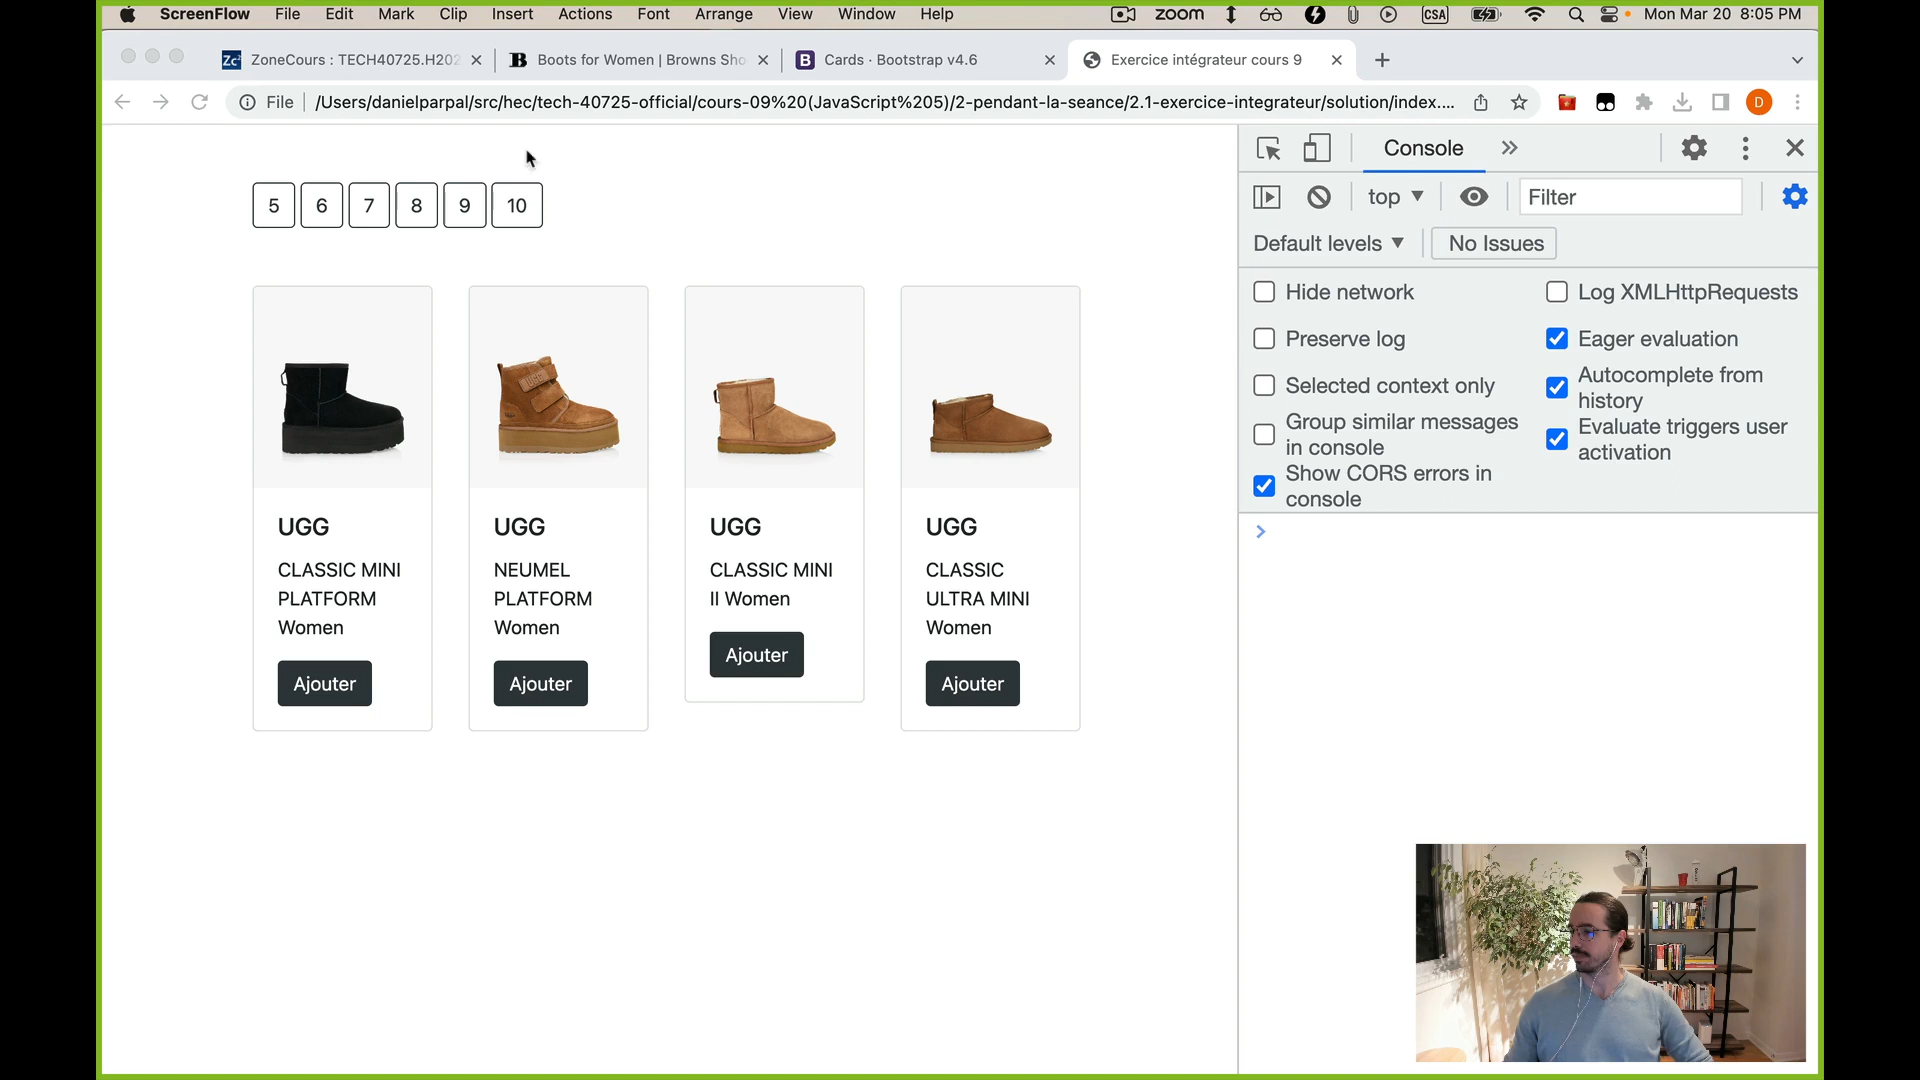 ScreenFlow File Edit Mark Clip Insert Actions Font Arrange View Window Help zoom CSA Mon Mar 20 8:05 PM
Zc ZoneCours : TECH40725.H202 B Boots for Women | Browns Sho B Cards · Bootstrap v4.6 Exercice intégrateur cours 9
File /Users/danielparpal/src/hec/tech-40725-official/cours-09%20(JavaScript%205)/2-pendant-la-seance/2.1-exercice-integrateur/solution/index.... D
Console
top Filter
Default levels No Issues
Hide network Log XMLHttpRequests
Preserve log Eager evaluation
Selected context only Autocomplete from
history
Group similar messages Evaluate triggers user
in console activation
Show CORS errors in
console
5 6 7 8 9 10
UGG
CLASSIC MINI
PLATFORM
Women
Ajouter
UGG
NEUMEL
PLATFORM
Women
Ajouter
UGG
CLASSIC MINI
II Women
Ajouter
UGG
CLASSIC
ULTRA MINI
Women
Ajouter